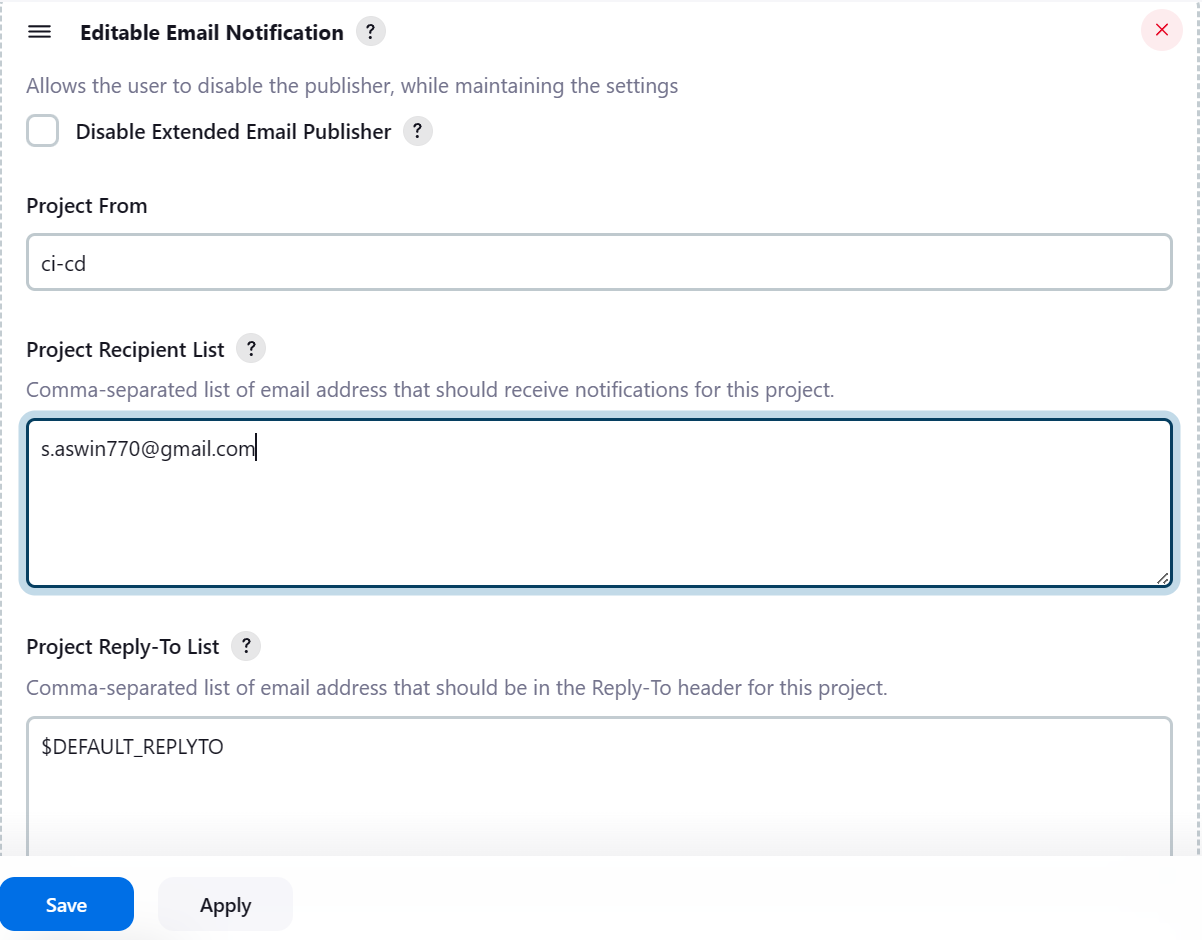 Editable Email Notification ?
Allows the user to disable the publisher, while maintaining the settings
Disable Extended Email Publisher ?
Project From
ci-cd
Project Recipient List ?
Comma-separated list of email address that should receive notifications for this project.
s.aswin770@gmail.com
Project Reply-To List ?
Comma-separated list of email address that should be in the Reply-To header for this project.
$DEFAULT_REPLYTO
Save Apply